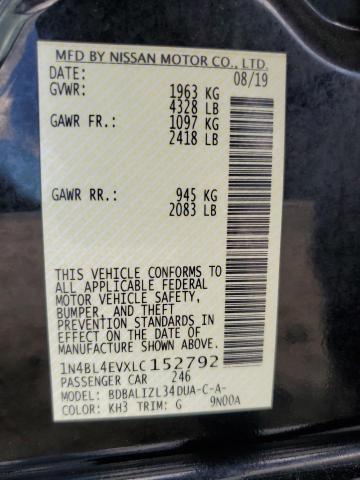 MFD BY NISSAN MOTOR CO., LTD.
DATE: 08/19
GVWR: 1963 KG
4328 LB
GAWR FR.: 1097 KG
2418 LB
GAWR RR.: 945 KG
2083 LB
THIS VEHICLE CONFORMS TO
ALL APPLICABLE FEDERAL
MOTOR VEHICLE SAFETY,
BUMPER, AND THEFT
PREVENTION STANDARDS IN
EFFECT ON THE DATE OF
MANUFACTURE SHOWN ABOVE.
1N4BL4EVXLC152792
PASSENGER CAR 246
MODEL: BDBALIZL34DUA-C-A-
COLOR: KH3 TRIM: G 9N00A